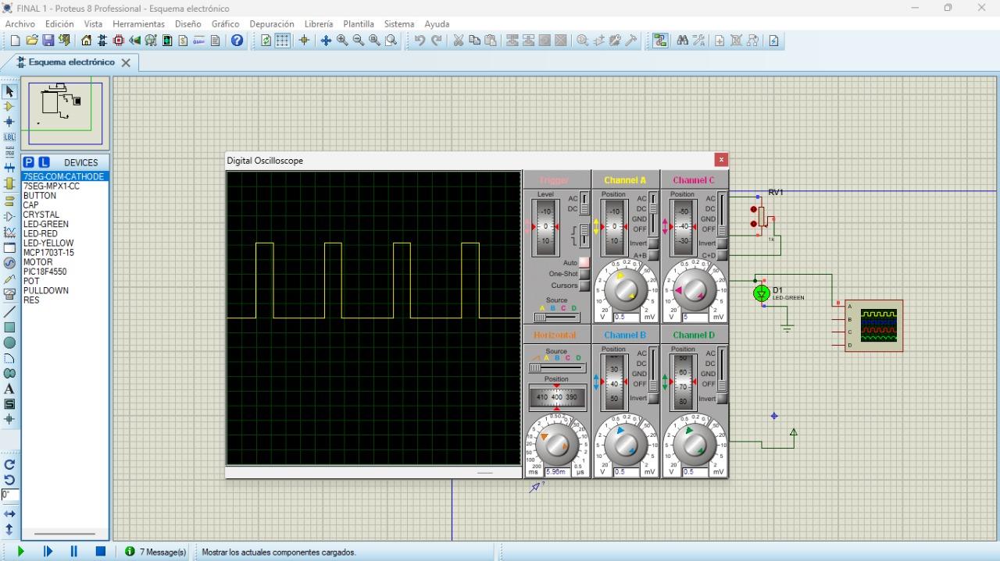 FINAL 1 - Proteus 8 Professional - Esquema electrónico
Archivo Edición Vista Herramientas Diseño Gráfico Depuración Librería Plantilla Sistema Ayuda
Esquema electrónico
P L DEVICES
7SEG-COM-CATHODE
7SEG-MPX1-CC
BUTTON
CAP
CRYSTAL
LED-GREEN
LED-RED
LED-YELLOW
MCP1703T-15
MOTOR
PIC18F4550
POT
PULLDOWN
RES
LBL
A
S
0°
Digital Oscilloscope
Trigger
Level
-10
0
10
AC
DC
Auto
One-Shot
Cursors
Source
A B C D
Channel A
Position
-10
0
10
AC
DC
GND
OFF
Invert
A+B
V 0.5 mV
Channel C
Position
-50
-40
-30
AC
DC
GND
OFF
Invert
C+D
V 5 mV
Horizontal
Source
A B C D
Position
410 400 390
ms 5.96m µs
Channel B
Position
30
40
50
AC
DC
GND
OFF
Invert
V 0.5 mV
Channel D
Position
50
60
70
80
AC
DC
GND
OFF
Invert
V 0.5 mV
RV1
1k
D1
LED-GREEN
A
B
C
D
7 Message(s) Mostrar los actuales componentes cargados.